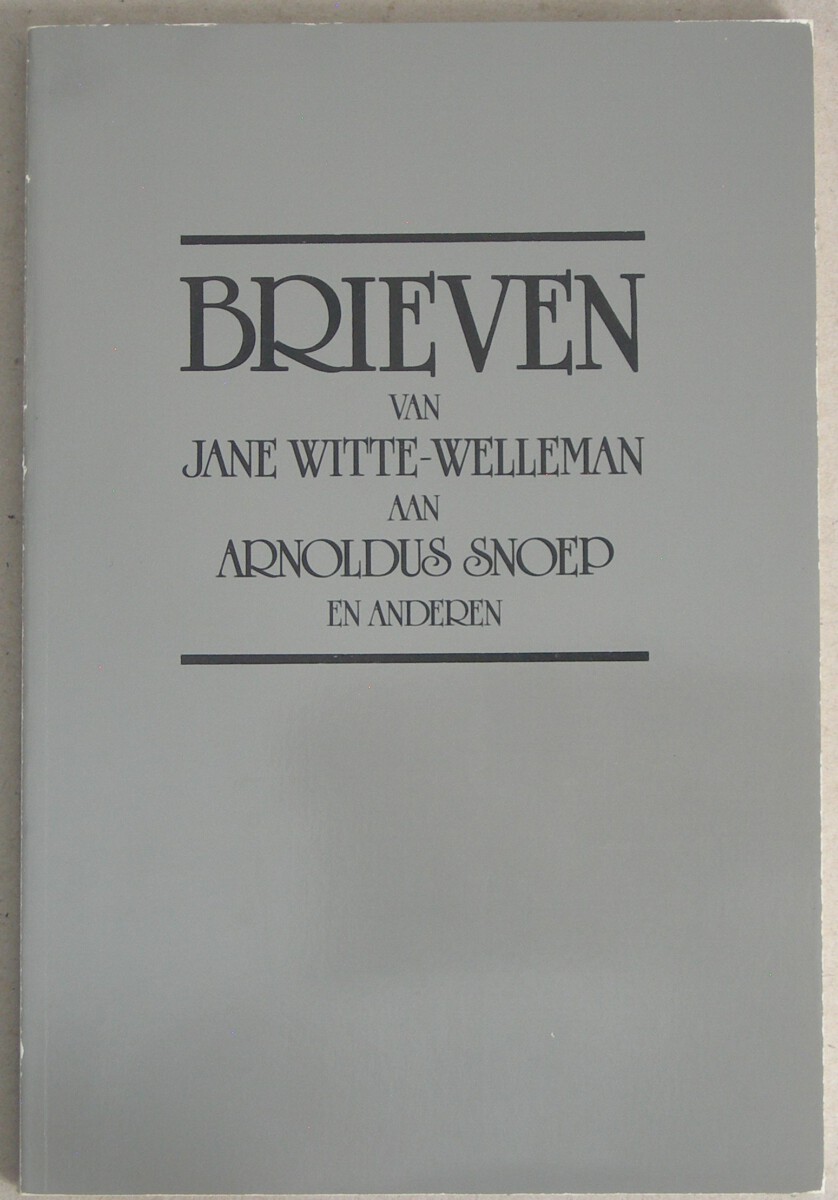 BRIEVEN
VAN
JANE WITTE-WELLEMAN
AAN
ARNOLDUS SNOEP
EN ANDEREN